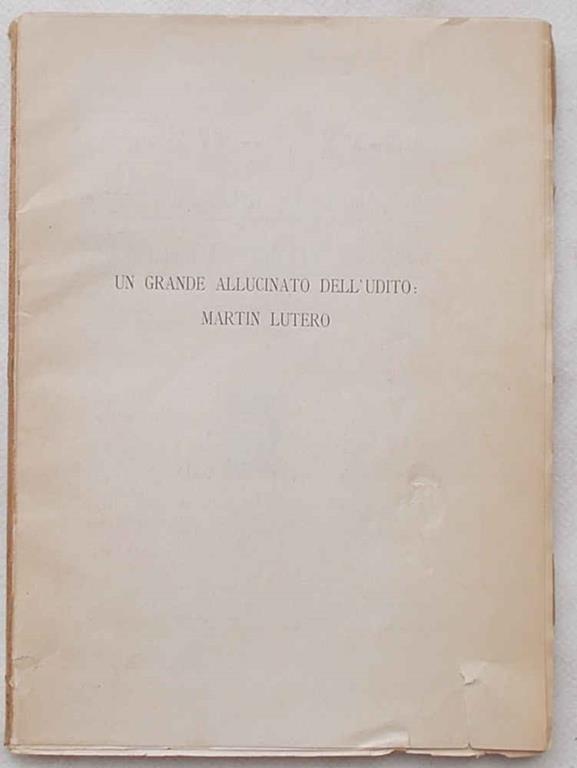 UN GRANDE ALLUCINATO DELL'UDITO:
MARTIN LUTERO